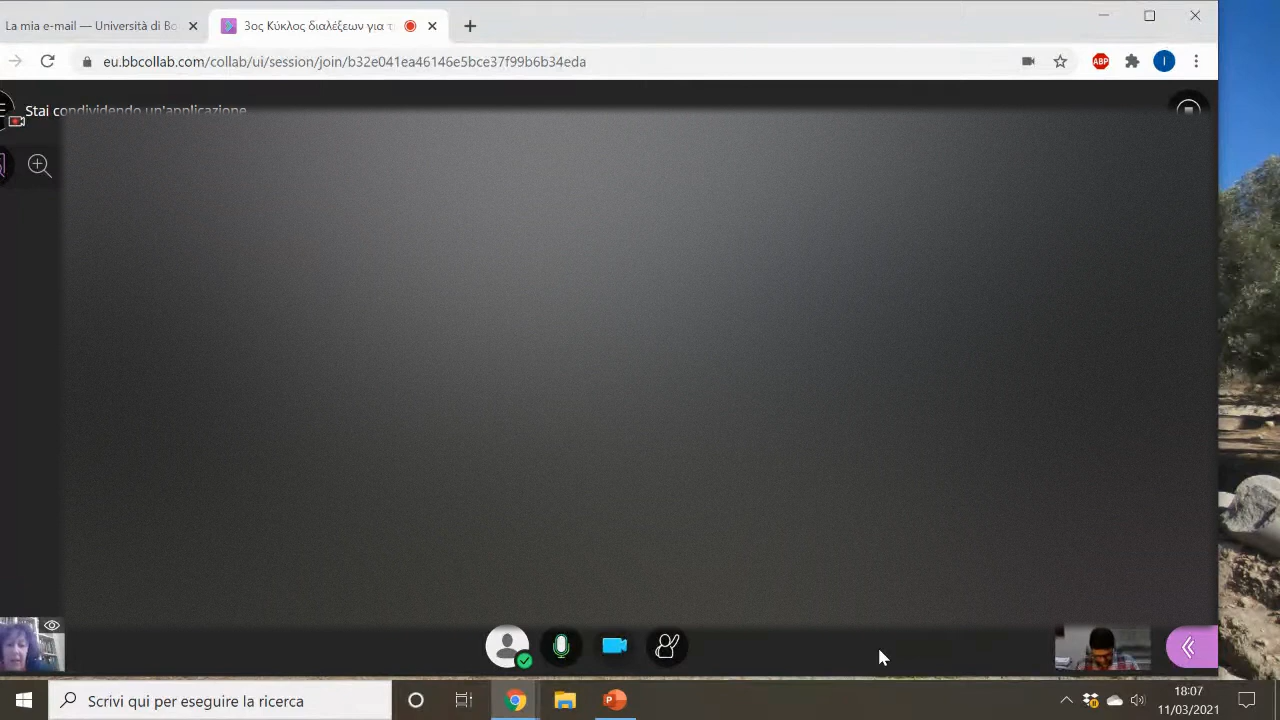 La mia e-mail — Università di Bo
3ος Κύκλος διαλέξεων για τ
eu.bbcollab.com/collab/ui/session/join/b32e041ea46146e5bce37f99b6b34eda
ABP
I
Stai condividendo un'applicazione
Scrivi qui per eseguire la ricerca
P
18:07
11/03/2021